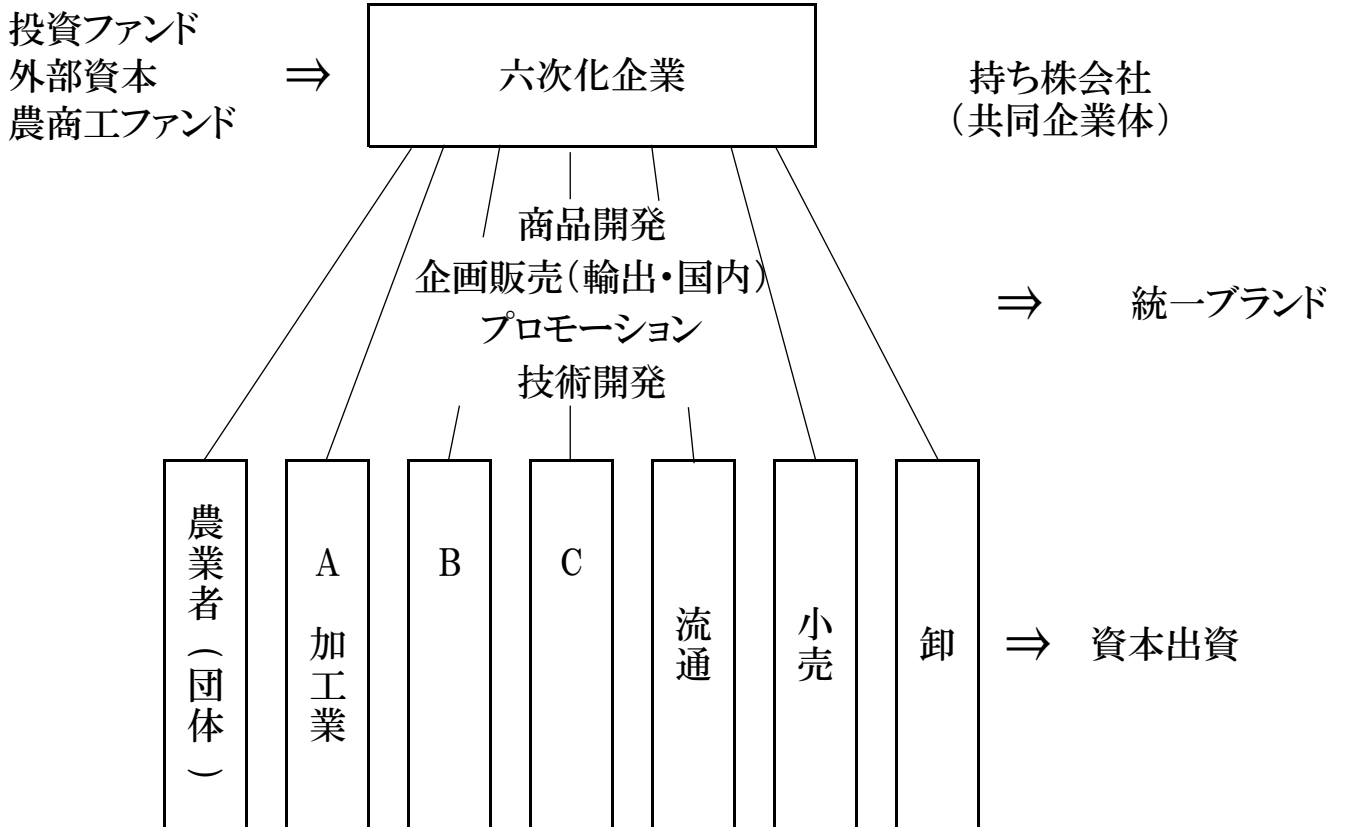 投資ファンド
外部資本
農商工ファンド
⇒
六次化企業
持ち株会社
（共同企業体）
商品開発
企画販売（輸出・国内）
プロモーション
技術開発
⇒
統一ブランド
農業者（団体）
A 加工業
B
C
流通
小売
卸
⇒
資本出資